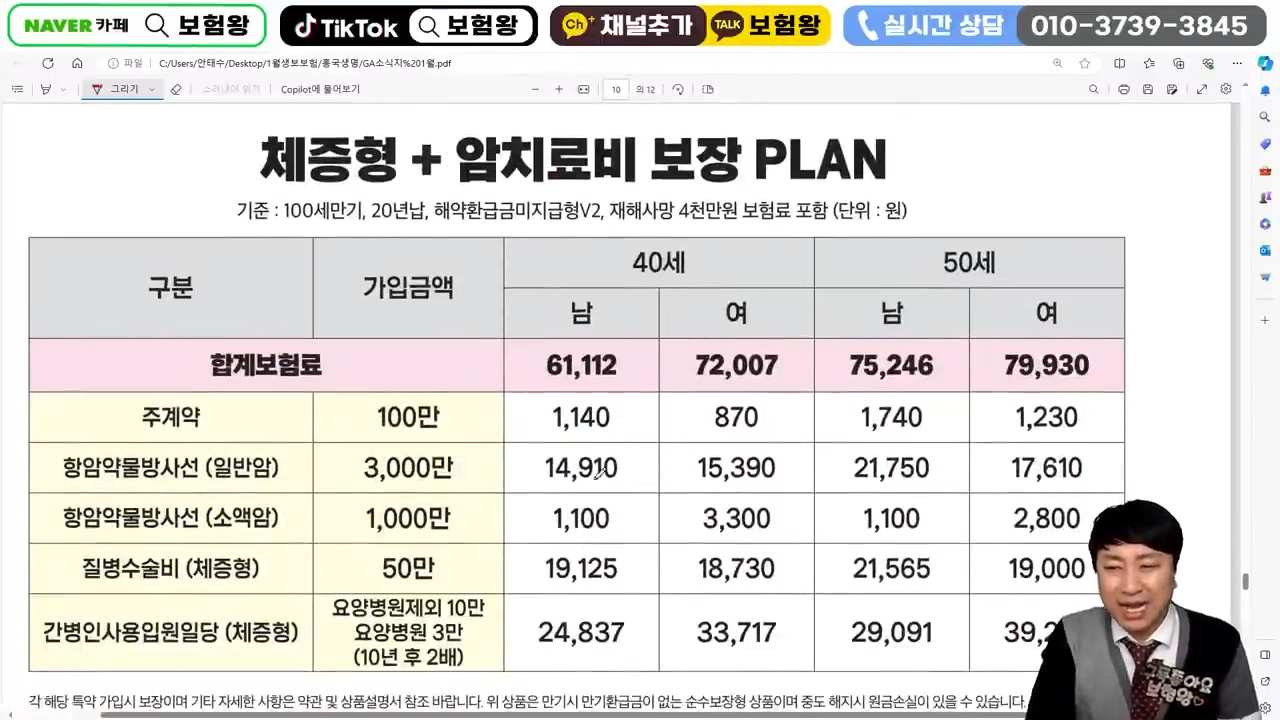 NAVER 카페 보험왕
TikTok 보험왕
Ch+ 채널추가 TALK 보험왕
실시간 상담 010-3739-3845
파일 C:/Users/안태수/Desktop/1월생보보험/흥국생명/GA소식지%201월.pdf
그리기 소리내어 읽기 Copilot에 물어보기 10 의 12
체증형 + 암치료비 보장 PLAN
기준 : 100세만기, 20년납, 해약환급금미지급형V2, 재해사망 4천만원 보험료 포함 (단위 : 원)
구분 가입금액 40세 50세
남 여 남 여
합계보험료 61,112 72,007 75,246 79,930
주계약 100만 1,140 870 1,740 1,230
항암약물방사선 (일반암) 3,000만 14,910 15,390 21,750 17,610
항암약물방사선 (소액암) 1,000만 1,100 3,300 1,100 2,800
질병수술비 (체증형) 50만 19,125 18,730 21,565 19,000
간병인사용입원일당 (체증형) 요양병원제외 10만 24,837 33,717 29,091
요양병원 3만
(10년 후 2배)
각 해당 특약 가입시 보장이며 기타 자세한 사항은 약관 및 상품설명서 참조 바랍니다. 위 상품은 만기시 만기환급금이 없는 순수보장형 상품이며 중도 해지시 원금손실이 있을 수 있습니다.
보험왕